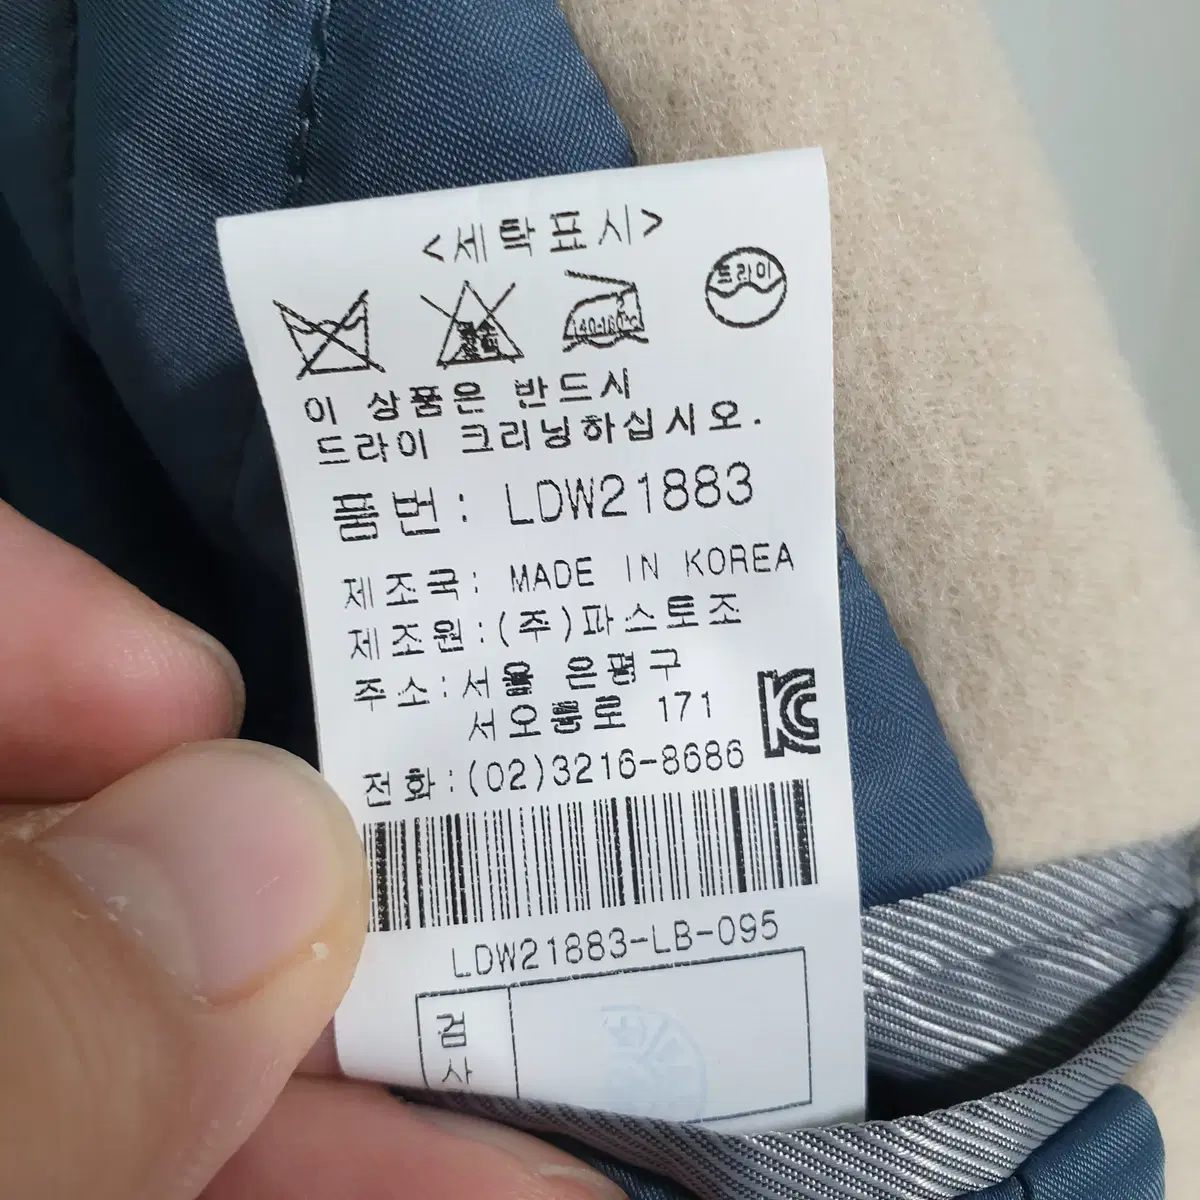 <세탁표시>
드라이
140-160℃
이 상품은 반드시
드라이 크리닝하십시오.
품번: LDW21883
제조국: MADE IN KOREA
제조원:(주)파스토조
주소:서울 은평구
서오릉로 171
전화:(02)3216-8686
LDW21883-LB-095
검
사